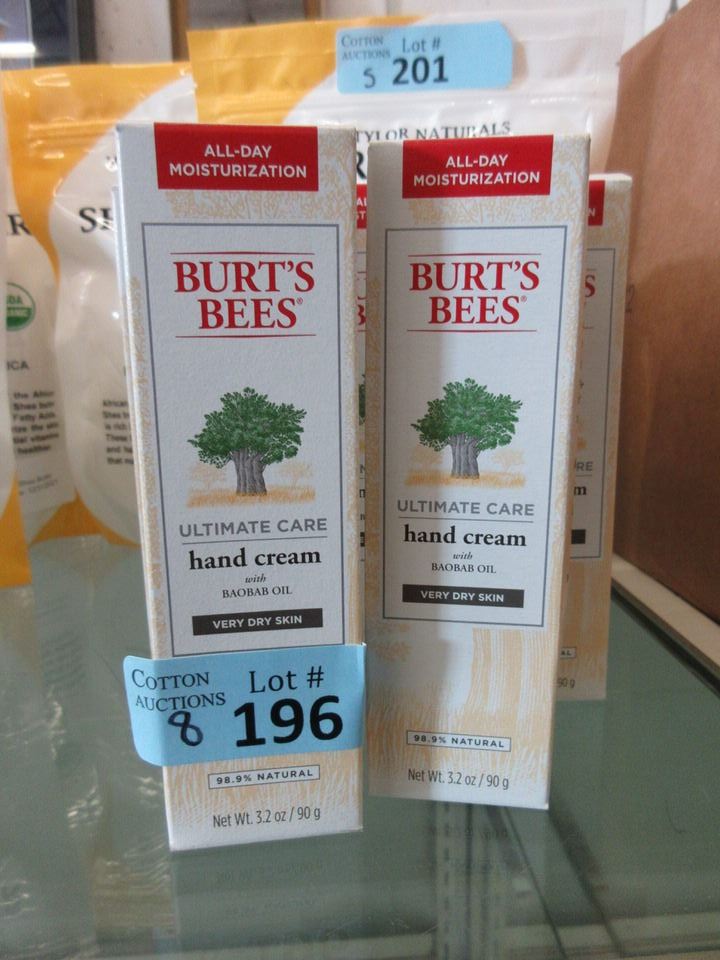 COTTON
AUCTIONS
Lot #
5 201
TYLOR NATURALS
ALL-DAY
MOISTURIZATION
BURT'S
BEES®
ULTIMATE CARE
hand cream
with
BAOBAB OIL
VERY DRY SKIN
COTTON
AUCTIONS
Lot #
8 196
98.9% NATURAL
Net Wt. 3.2 oz / 90 g
ALL-DAY
MOISTURIZATION
BURT'S
BEES®
ULTIMATE CARE
hand cream
with
BAOBAB OIL
VERY DRY SKIN
98.9% NATURAL
Net Wt. 3.2 oz / 90 g
90 g